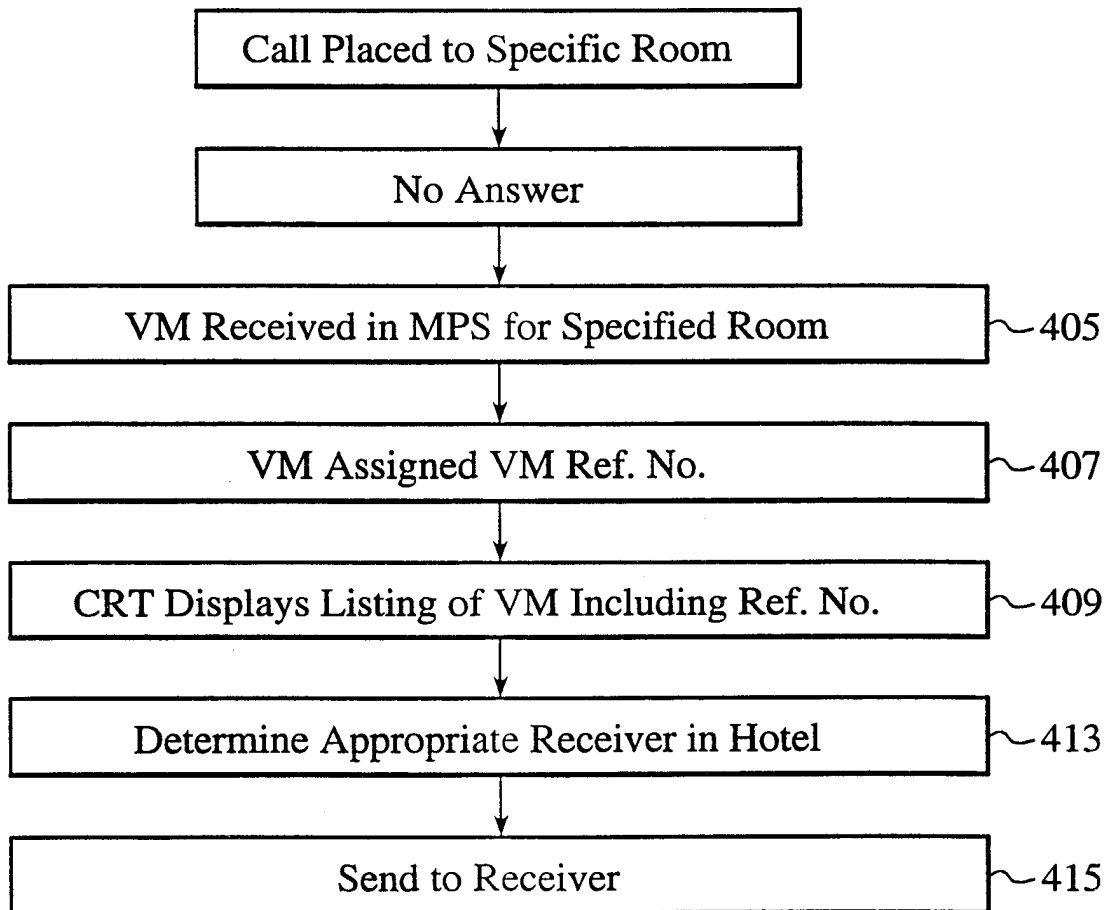 Call Placed to Specific Room
No Answer
VM Received in MPS for Specified Room 405
VM Assigned VM Ref. No. 407
CRT Displays Listing of VM Including Ref. No. 409
Determine Appropriate Receiver in Hotel 413
Send to Receiver 415